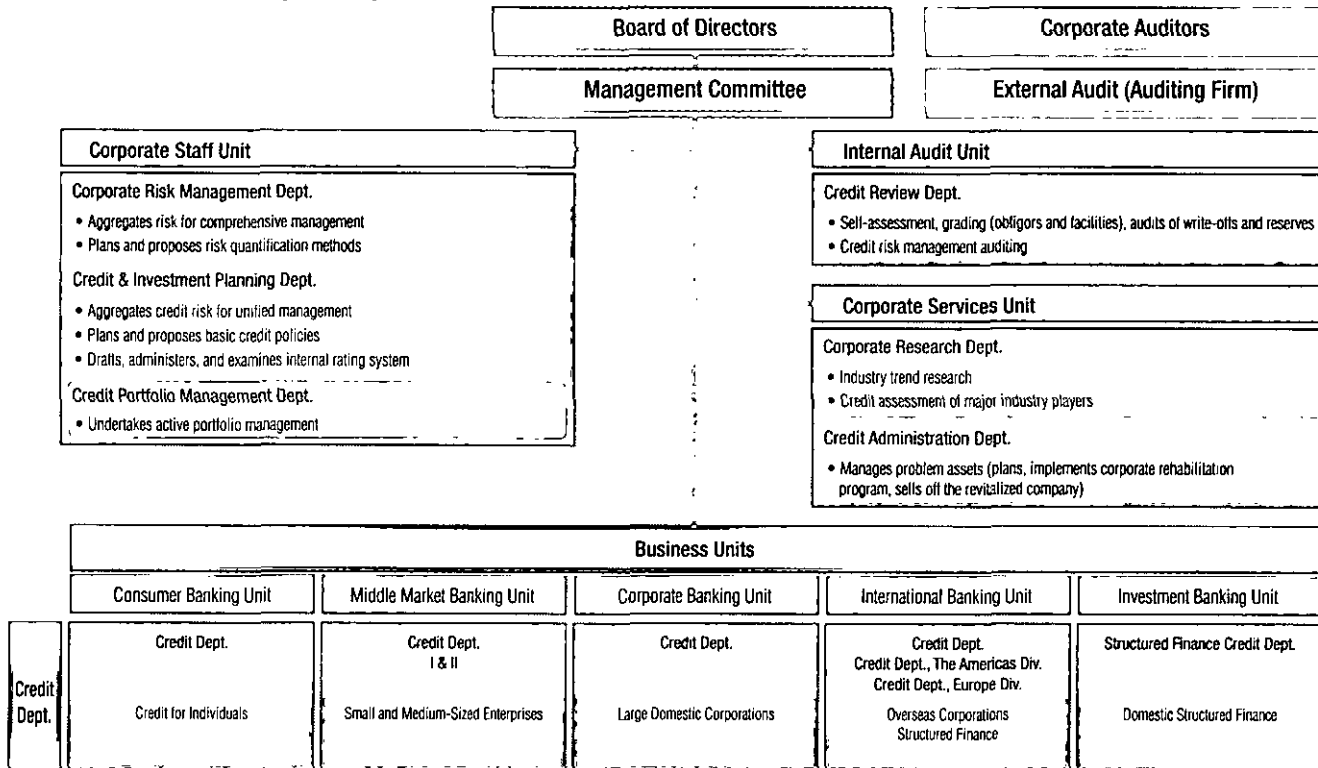 Board of Directors
Corporate Auditors
Management Committee
External Audit (Auditing Firm)
Corporate Staff Unit
Corporate Risk Management Dept.
• Aggregates risk for comprehensive management
• Plans and proposes risk quantification methods
Credit & Investment Planning Dept.
• Aggregates credit risk for unified management
• Plans and proposes basic credit policies
• Drafts, administers, and examines internal rating system
Credit Portfolio Management Dept.
• Undertakes active portfolio management
Internal Audit Unit
Credit Review Dept.
• Self-assessment, grading (obligors and facilities), audits of write-offs and reserves
• Credit risk management auditing
Corporate Services Unit
Corporate Research Dept.
• Industry trend research
• Credit assessment of major industry players
Credit Administration Dept.
• Manages problem assets (plans, implements corporate rehabilitation
program, sells off the revitalized company)
Business Units
Consumer Banking Unit
Middle Market Banking Unit
Corporate Banking Unit
International Banking Unit
Investment Banking Unit
Credit
Dept.
Credit Dept.
Credit for Individuals
Credit Dept.
I & II
Small and Medium-Sized Enterprises
Credit Dept.
Large Domestic Corporations
Credit Dept.
Credit Dept., The Americas Div.
Credit Dept., Europe Div.
Overseas Corporations
Structured Finance
Structured Finance Credit Dept.
Domestic Structured Finance